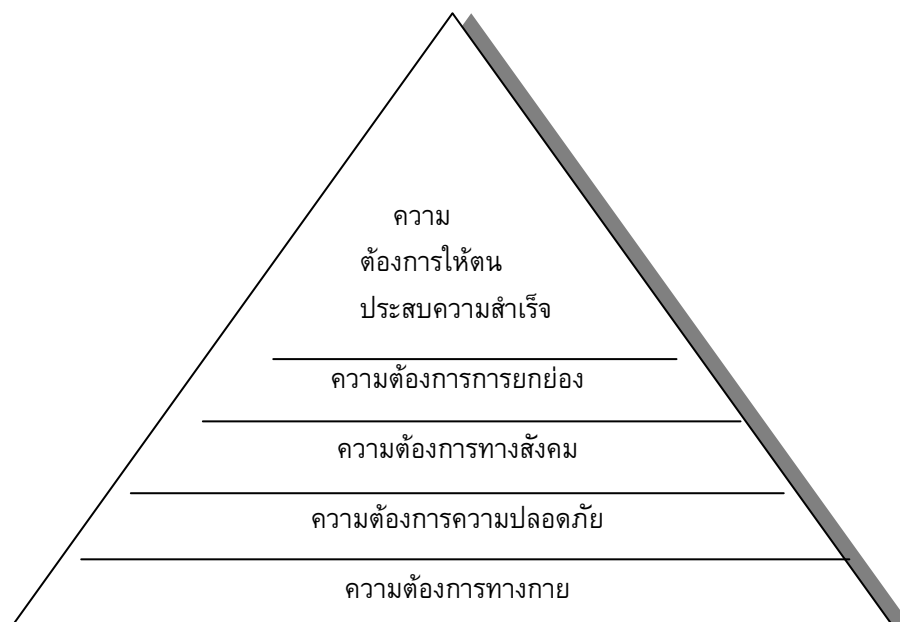 ความ
ต้องการให้ตน
ประสบความสำเร็จ
ความต้องการการยกย่อง
ความต้องการทางสังคม
ความต้องการความปลอดภัย
ความต้องการทางกาย